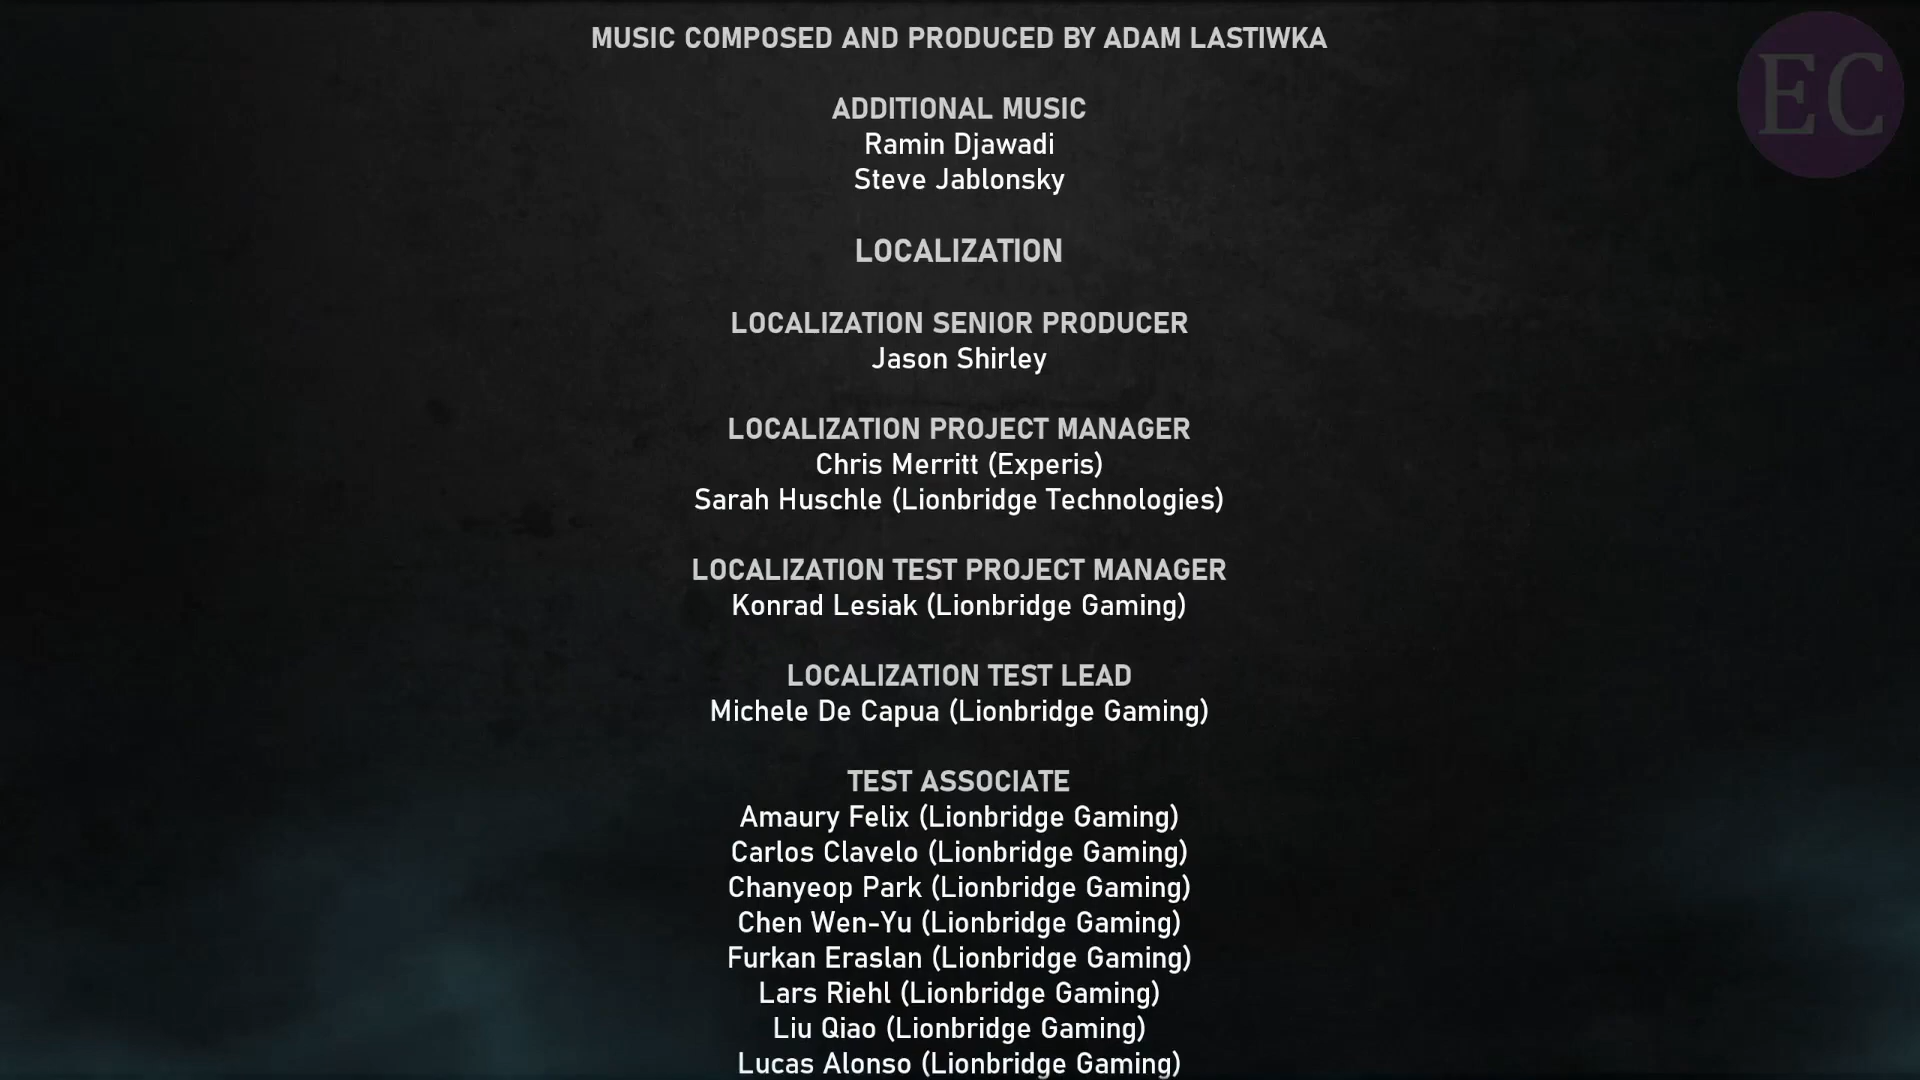 MUSIC COMPOSED AND PRODUCED BY ADAM LASTIWKA
EC
ADDITIONAL MUSIC
Ramin Djawadi
Steve Jablonsky
LOCALIZATION
LOCALIZATION SENIOR PRODUCER
Jason Shirley
LOCALIZATION PROJECT MANAGER
Chris Merritt (Experis)
Sarah Huschle (Lionbridge Technologies)
LOCALIZATION TEST PROJECT MANAGER
Konrad Lesiak (Lionbridge Gaming)
LOCALIZATION TEST LEAD
Michele De Capua (Lionbridge Gaming)
TEST ASSOCIATE
Amaury Felix (Lionbridge Gaming)
Carlos Clavelo (Lionbridge Gaming)
Chanyeop Park (Lionbridge Gaming)
Chen Wen-Yu (Lionbridge Gaming)
Furkan Eraslan (Lionbridge Gaming)
Lars Riehl (Lionbridge Gaming)
Liu Qiao (Lionbridge Gaming)
Lucas Alonso (Lionbridge Gaming)